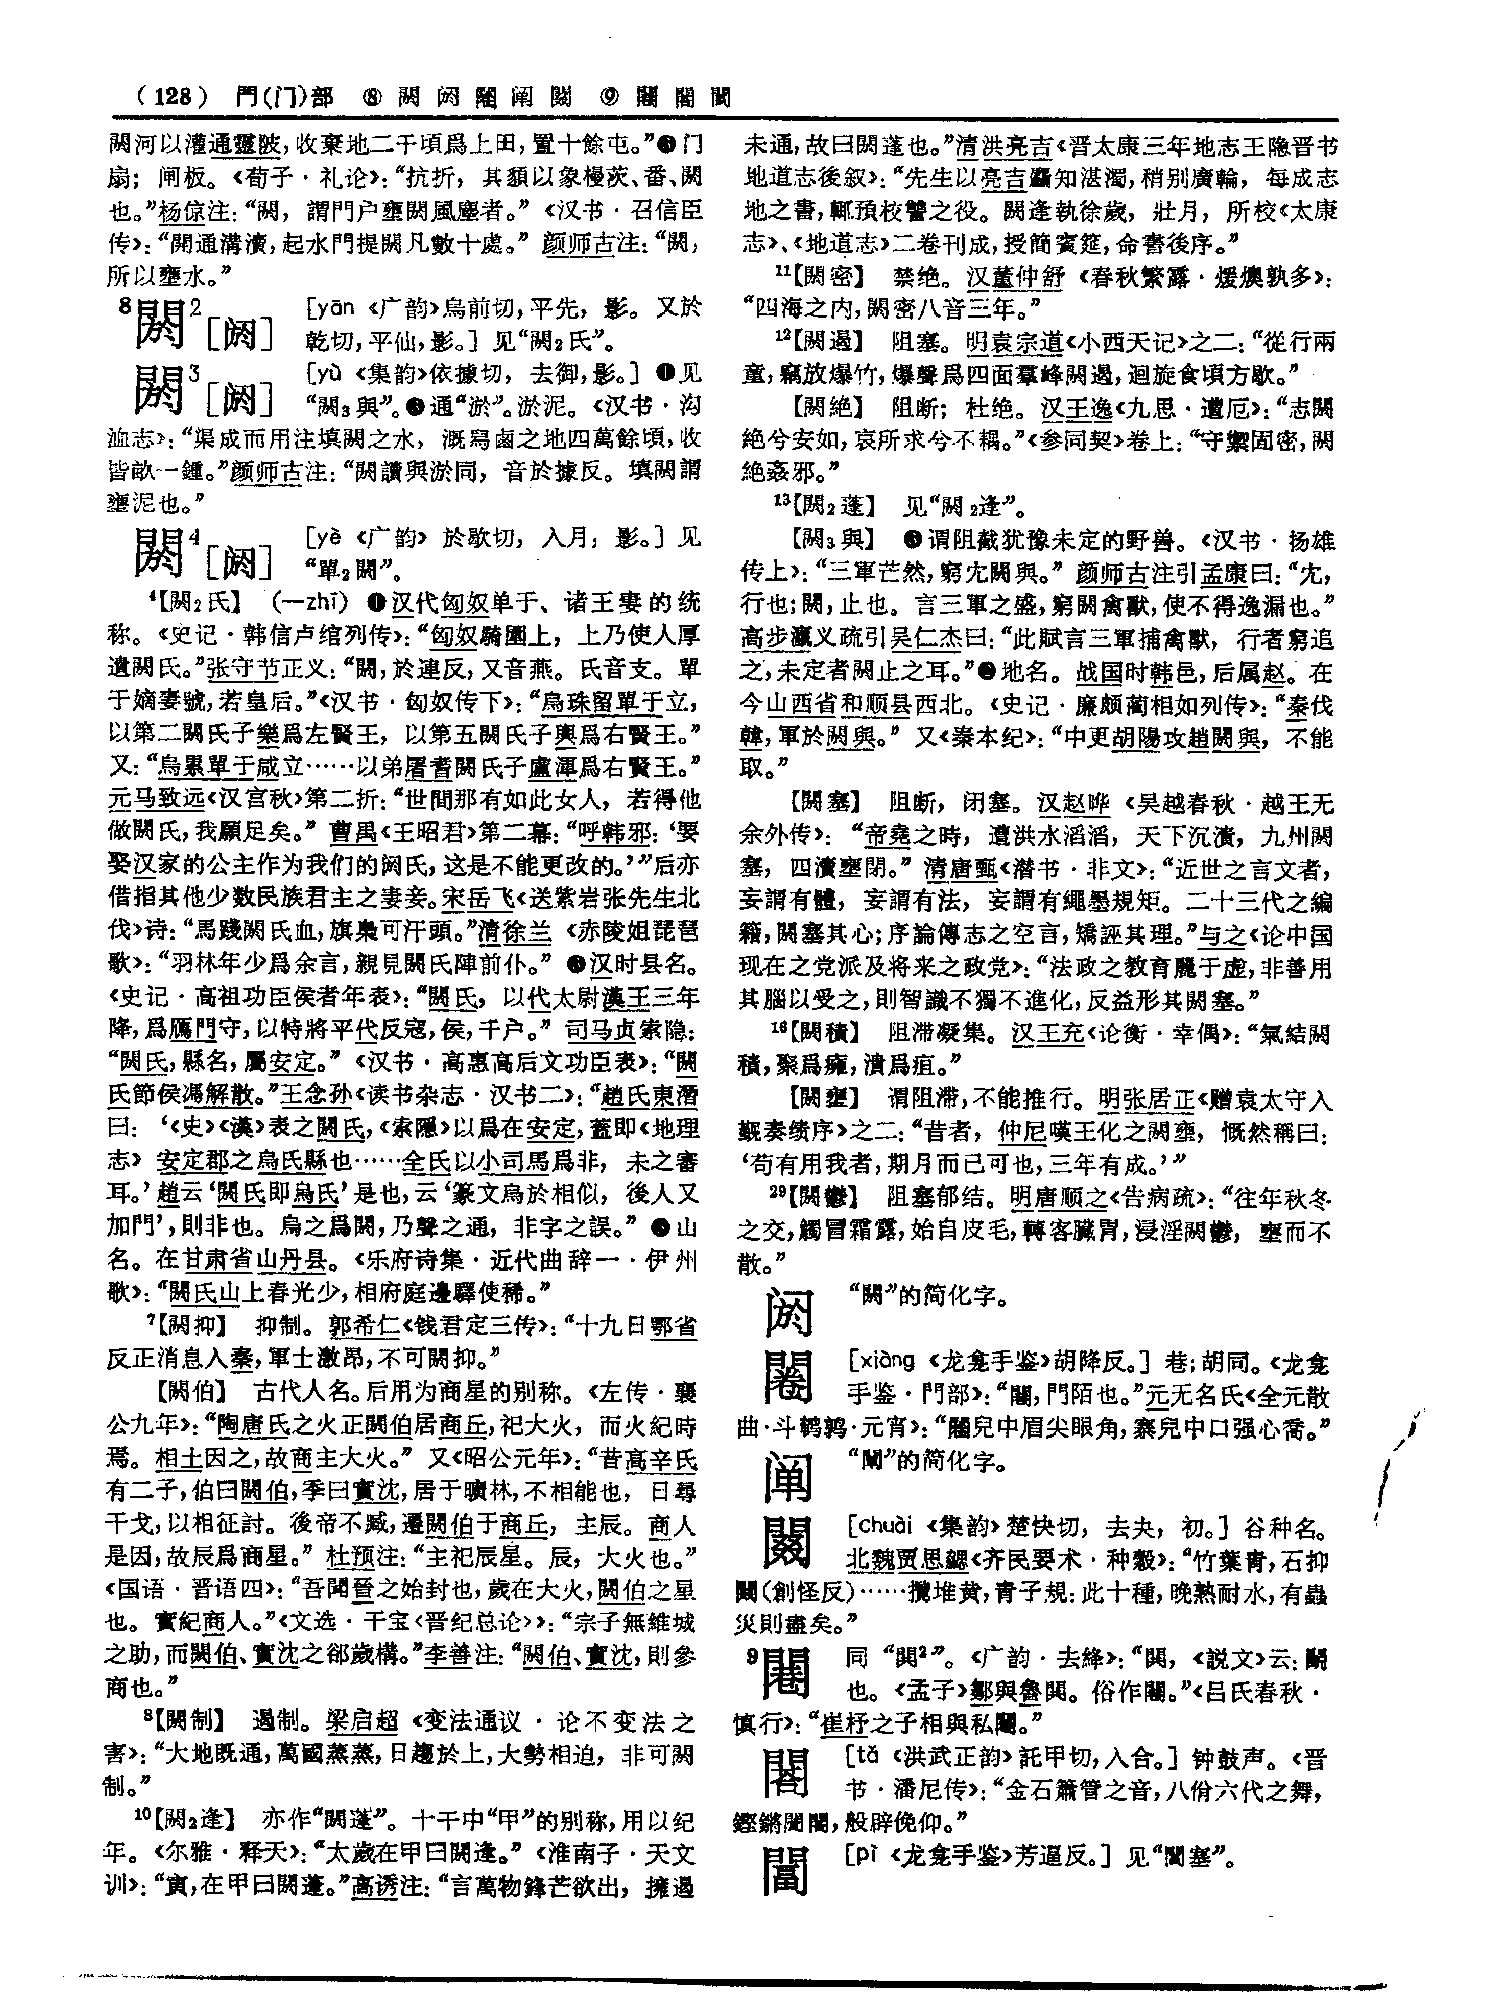 （128） 門(门)部 ⑧ 閼 阏 闂 阐 闋 ⑨ 闀 闒 闏
閼河以灌通靈陂，收棄地二千頃爲上田，置十餘屯。”❸门
扇；闸板。《荀子·礼论》：“抗折，其䫉以象槾茨、番、閼
也。”杨倞注：“閼，謂門户壅閼風塵者。”《汉书·召信臣
传》：“開通溝瀆，起水門提閼凡數十處。”颜师古注：“閼，
所以壅水。”
8閼2［阏］ ［yān《广韵》烏前切，平先，影。又於
乾切，平仙，影。］见“閼2氏”。
閼3［阏］ ［yù《集韵》依據切，去御，影。］❶见
“閼3與”。❷通“淤”。淤泥。《汉书·沟
洫志》：“渠成而用注填閼之水，溉舄鹵之地四萬餘頃，收
皆畝一鍾。”颜师古注：“閼讀與淤同，音於據反。填閼謂
壅泥也。”
閼4［阏］ ［yè《广韵》於歇切，入月，影。］见
“單2閼”。
4【閼2氏】 （—zhī）❶汉代匈奴单于、诸王妻的统
称。《史记·韩信卢绾列传》：“匈奴騎圍上，上乃使人厚
遺閼氏。”张守节正义：“閼，於連反，又音燕。氏音支。單
于嫡妻號，若皇后。”《汉书·匈奴传下》：“烏珠留單于立，
以第二閼氏子樂爲左賢王，以第五閼氏子輿爲右賢王。”
又：“烏累單于咸立……以弟屠耆閼氏子盧渾爲右賢王。”
元马致远《汉宫秋》第二折：“世間那有如此女人，若得他
做閼氏，我願足矣。”曹禺《王昭君》第二幕：“呼韩邪：‘要
娶汉家的公主作为我们的阏氏，这是不能更改的。’”后亦
借指其他少数民族君主之妻妾。宋岳飞《送紫岩张先生北
伐》诗：“馬蹀閼氏血，旗梟可汗頭。”清徐兰《赤陵姐琵琶
歌》：“羽林年少爲余言，親見閼氏陣前仆。”❷汉时县名。
《史记·高祖功臣侯者年表》：“閼氏，以代太尉漢王三年
降，爲鴈門守，以特將平代反寇，侯，千户。”司马贞索隐：
“閼氏，縣名，屬安定。”《汉书·高惠高后文功臣表》：“閼
氏節侯馮解散。”王念孙《读书杂志·汉书二》：“趙氏東潛
曰：‘《史》《漢》表之閼氏，《索隱》以爲在安定，蓋即《地理
志》安定郡之烏氏縣也……全氏以小司馬爲非，未之審
耳。’趙云‘閼氏即烏氏’是也，云‘篆文烏於相似，後人又
加門’，則非也。烏之爲閼，乃聲之通，非字之誤。”❸山
名。在甘肃省山丹县。《乐府诗集·近代曲辞一·伊州
歌》：“閼氏山上春光少，相府庭邊驛使稀。”
7【閼抑】 抑制。郭希仁《钱君定三传》：“十九日鄂省
反正消息入秦，軍士激昂，不可閼抑。”
【閼伯】 古代人名。后用为商星的别称。《左传·襄
公九年》：“陶唐氏之火正閼伯居商丘，祀大火，而火紀時
焉。相土因之，故商主大火。”又《昭公元年》：“昔高辛氏
有二子，伯曰閼伯，季曰實沈，居于曠林，不相能也，日尋
干戈，以相征討。後帝不臧，遷閼伯于商丘，主辰。商人
是因，故辰爲商星。”杜预注：“主祀辰星。辰，大火也。”
《国语·晋语四》：“吾聞晉之始封也，歲在大火，閼伯之星
也。實紀商人。”《文选·干宝〈晋纪总论〉》：“宗子無維城
之助，而閼伯、實沈之郤歲構。”李善注：“閼伯、實沈，則參
商也。”
8【閼制】 遏制。梁启超《变法通议·论不变法之
害》：“大地既通，萬國蒸蒸，日趨於上，大勢相迫，非可閼
制。”
10【閼2逢】 亦作“閼蓬”。十干中“甲”的别称，用以纪
年。《尔雅·释天》：“太歲在甲曰閼逢。”《淮南子·天文
训》：“寅，在甲曰閼蓬。”高诱注：“言萬物鋒芒欲出，擁遏
未通，故曰閼蓬也。”清洪亮吉《晋太康三年地志王隐晋书
地道志後叙》：“先生以亮吉麤知湛濁，稍别廣輪，每成志
地之書，輒預校讐之役。閼逢執徐歲，壯月，所校《太康
志》、《地道志》二卷刊成，授簡賓筵，命書後序。”
11【閼密】 禁绝。汉董仲舒《春秋繁露·煖燠孰多》：
“四海之内，閼密八音三年。”
12【閼遏】 阻塞。明袁宗道《小西天记》之二：“從行兩
童，竊放爆竹，爆聲爲四面羣峰閼遏，迴旋食頃方歇。”
【閼絶】 阻断；杜绝。汉王逸《九思·遭厄》：“志閼
絶兮安如，哀所求兮不耦。”《参同契》卷上：“守禦固密，閼
絶姦邪。”
13【閼2蓬】 见“閼2逢”。
【閼3與】 ❶谓阻截犹豫未定的野兽。《汉书·扬雄
传上》：“三軍芒然，窮冘閼與。”颜师古注引孟康曰：“冘，
行也；閼，止也。言三軍之盛，窮閼禽獸，使不得逸漏也。”
高步瀛义疏引吴仁杰曰：“此賦言三軍捕禽獸，行者窮追
之，未定者閼止之耳。”❷地名。战国时韩邑，后属赵。在
今山西省和顺县西北。《史记·廉颇蔺相如列传》：“秦伐
韓，軍於閼與。”又《秦本纪》：“中更胡陽攻趙閼與，不能
取。”
【閼塞】 阻断，闭塞。汉赵晔《吴越春秋·越王无
余外传》：“帝堯之時，遭洪水滔滔，天下沉漬，九州閼
塞，四瀆壅閉。”清唐甄《潜书·非文》：“近世之言文者，
妄謂有體，妄謂有法，妄謂有繩墨規矩。二十三代之編
籍，閼塞其心；序論傳志之空言，矯誣其理。”与之《论中国
现在之党派及将来之政党》：“法政之教育麗于虚，非善用
其腦以受之，則智識不獨不進化，反益形其閼塞。”
16【閼積】 阻滞凝集。汉王充《论衡·幸偶》：“氣結閼
積，聚爲癰，潰爲疽。”
【閼壅】 谓阻滞，不能推行。明张居正《赠袁太守入
觐奏绩序》之二：“昔者，仲尼嘆王化之閼壅，慨然稱曰：
‘苟有用我者，期月而已可也，三年有成。’”
29【閼鬱】 阻塞郁结。明唐顺之《告病疏》：“往年秋冬
之交，觸冒霜露，始自皮毛，轉客臟胃，浸淫閼鬱，壅而不
散。”
阏 “閼”的简化字。
［xiàng《龙龛手鉴》胡降反。］巷；胡同。《龙龛
手鉴·門部》：“，門陌也。”元无名氏《全元散
曲·斗鹌鹑·元宵》：“兒中眉尖眼角，寨兒中口强心喬。”
阐 “闡”的简化字。
［chuài《集韵》楚快切，去夬，初。］谷种名。
北魏贾思勰《齐民要术·种穀》：“竹葉青，石抑
（創怪反）……攡堆黄，青子規：此十種，晚熟耐水，有蟲
災則盡矣。”
9 同“鬨2”。《广韵·去絳》：“鬨，《説文》云：鬭
也。《孟子》鄒與魯鬨。俗作闀。”《吕氏春秋·
慎行》：“崔杼之子相與私闀。”
［tà《洪武正韵》託甲切，入合。］钟鼓声。《晋
书·潘尼传》：“金石簫管之音，八佾六代之舞，
鏗鏘闛，般辟俛仰。”
［pì《龙龛手鉴》芳逼反。］见“塞”。